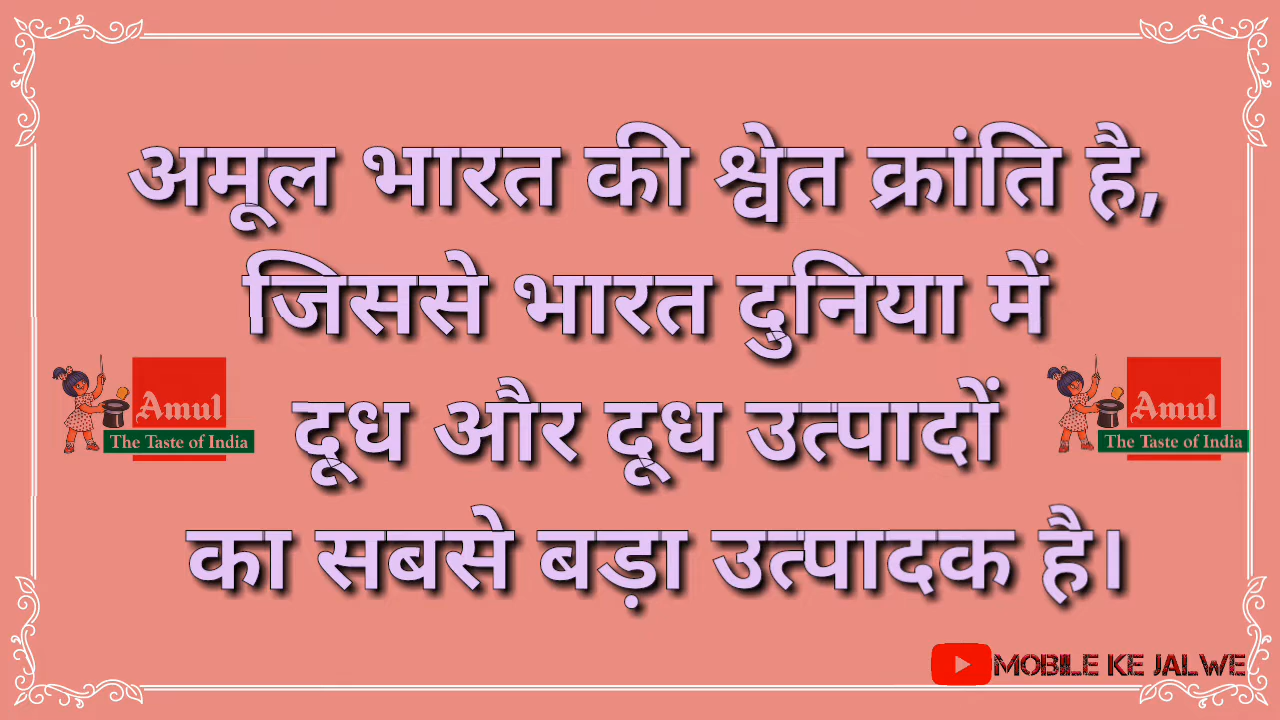 अमूल भारत की श्वेत क्रांति है,
जिससे भारत दुनिया में
दूध और दूध उत्पादों
का सबसे बड़ा उत्पादक है।
Amul
The Taste of India
Amul
The Taste of India
MOBILE KE JALWE